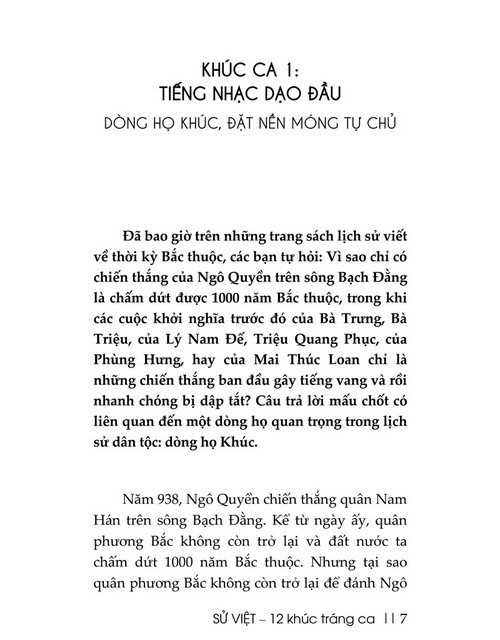 KHÚC CA 1:
TIẾNG NHẠC DẠO ĐẦU
DÒNG HỌ KHÚC, ĐẶT NỀN MÓNG TỰ CHỦ
Đã bao giờ trên những trang sách lịch sử viết
về thời kỳ Bắc thuộc, các bạn tự hỏi: Vì sao chỉ có
chiến thắng của Ngô Quyền trên sông Bạch Đằng
là chấm dứt được 1000 năm Bắc thuộc, trong khi
các cuộc khởi nghĩa trước đó của Bà Trưng, Bà
Triệu, của Lý Nam Đế, Triệu Quang Phục, của
Phùng Hưng, hay của Mai Thúc Loan chỉ là
những chiến thắng ban đầu gây tiếng vang và rồi
nhanh chóng bị dập tắt? Câu trả lời mấu chốt có
liên quan đến một dòng họ quan trọng trong lịch
sử dân tộc: dòng họ Khúc.
Năm 938, Ngô Quyền chiến thắng quân Nam
Hán trên sông Bạch Đằng. Kể từ ngày ấy, quân
phương Bắc không còn trở lại và đất nước ta
chấm dứt 1000 năm Bắc thuộc. Nhưng tại sao
quân phương Bắc không còn trở lại để đánh Ngô
SỬ VIỆT – 12 khúc tráng ca || 7